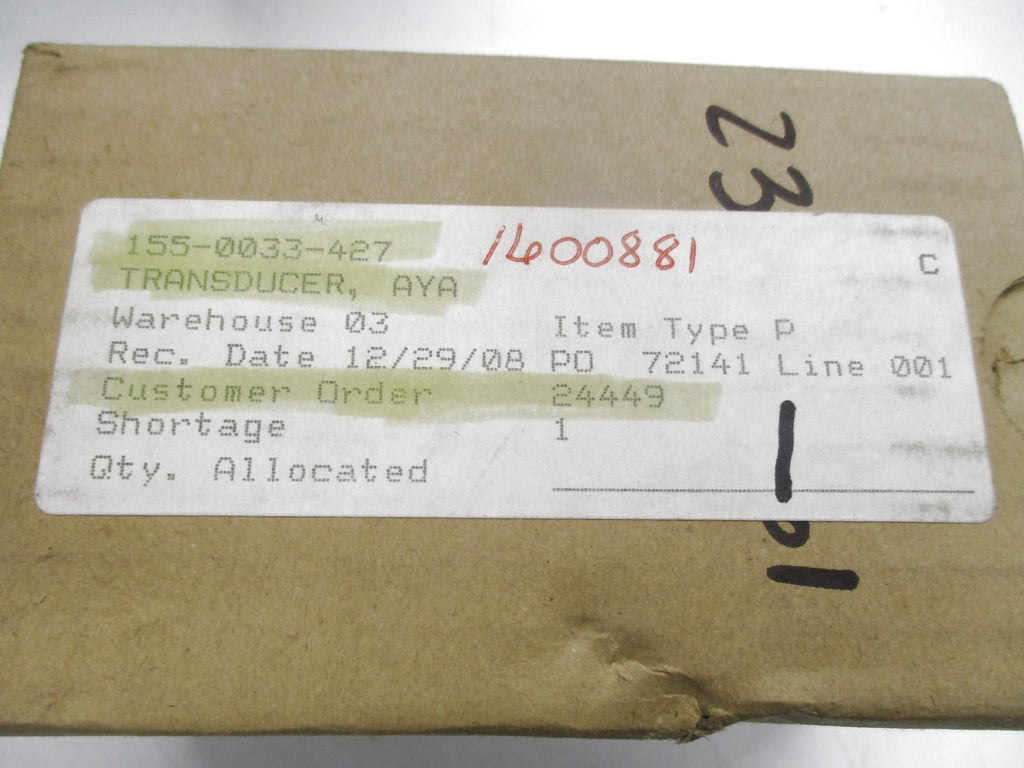 23
155-0033-427 1600881 C
TRANSDUCER, AYA
Warehouse 03 Item Type P
Rec. Date 12/29/08 PO 72141 Line 001
Customer Order 24449
Shortage 1
Qty. Allocated